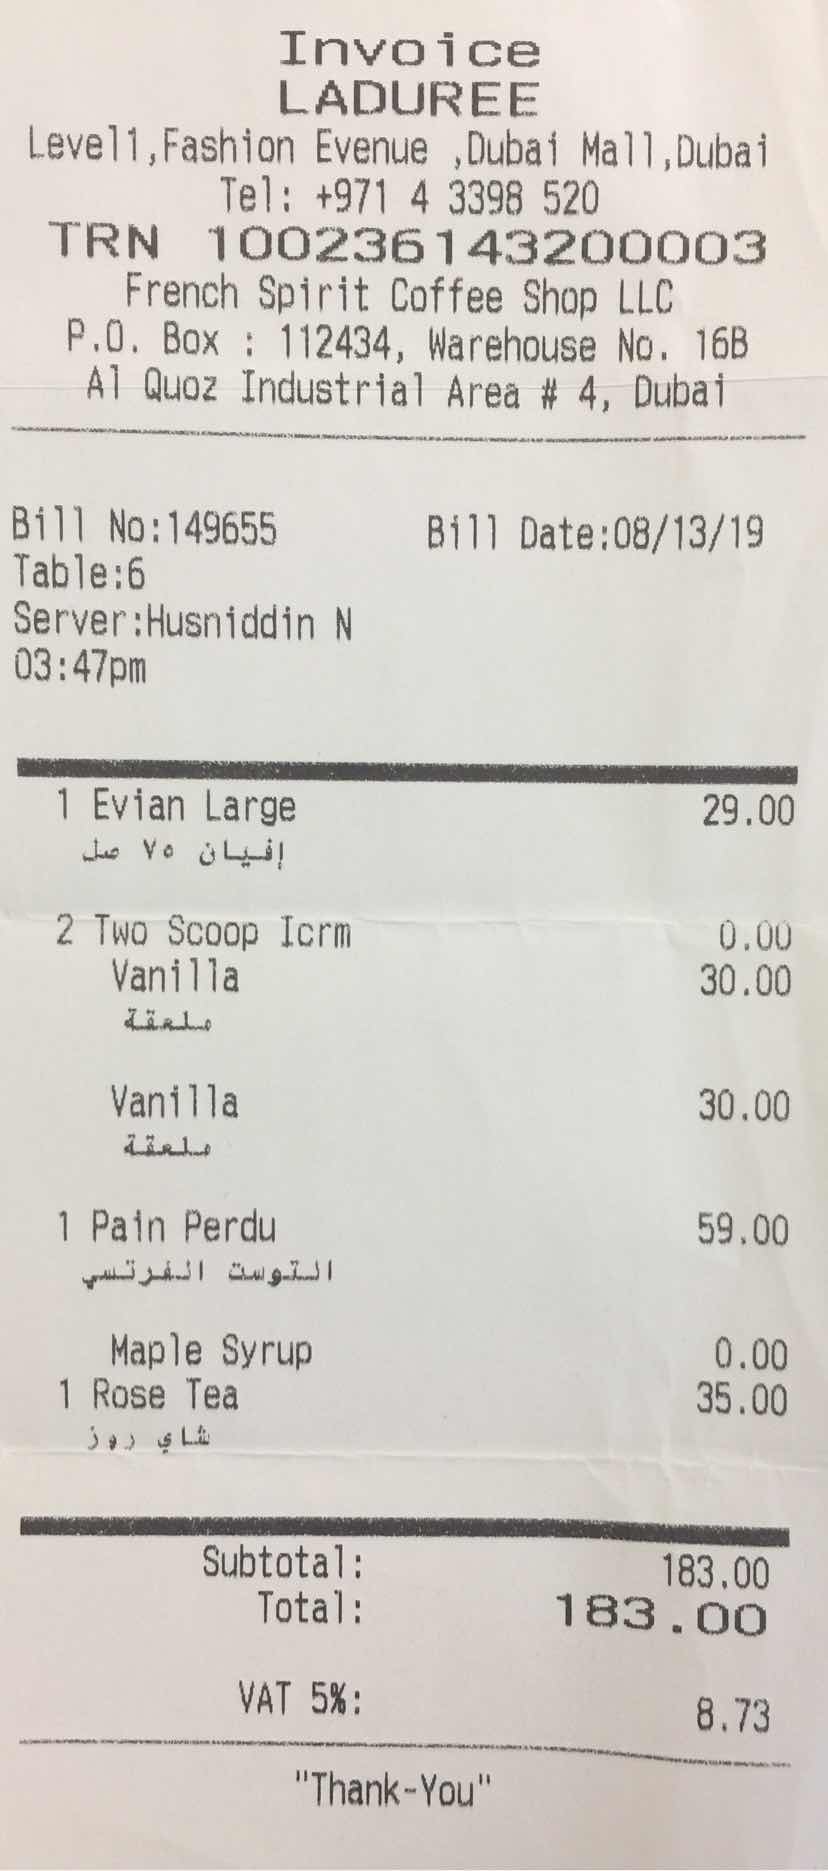 Invoice
LADUREE
Level1,Fashion Evenue ,Dubai Mall,Dubai
Tel: +971 4 3398 520
TRN 100236143200003
French Spirit Coffee Shop LLC
P.O. Box : 112434, Warehouse No. 16B
Al Quoz Industrial Area # 4, Dubai
Bill No:149655 Bill Date:08/13/19
Table:6
Server:Husniddin N
03:47pm
1 Evian Large 29.00
إفيان ٧٥ صل
2 Two Scoop Icrm 0.00
Vanilla 30.00
ملعقة
Vanilla 30.00
ملعقة
1 Pain Perdu 59.00
التوست الفرتسي
Maple Syrup 0.00
1 Rose Tea 35.00
شاي روز
Subtotal: 183.00
Total: 183.00
VAT 5%: 8.73
"Thank-You"